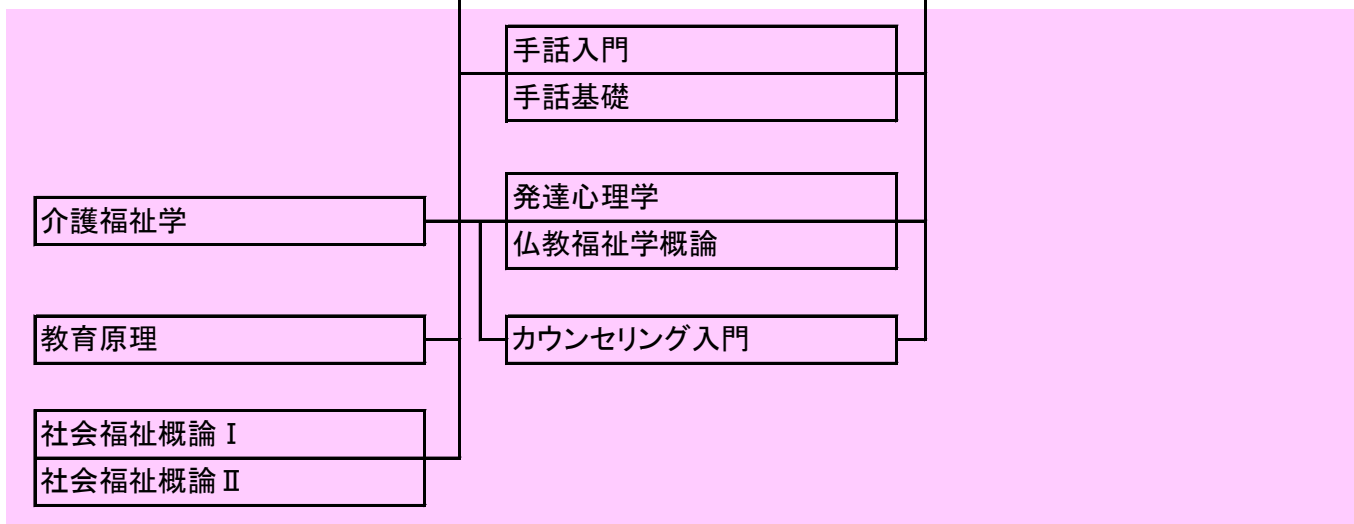 手話入門
手話基礎
発達心理学
介護福祉学
仏教福祉学概論
教育原理
カウンセリング入門
社会福祉概論Ⅰ
社会福祉概論Ⅱ